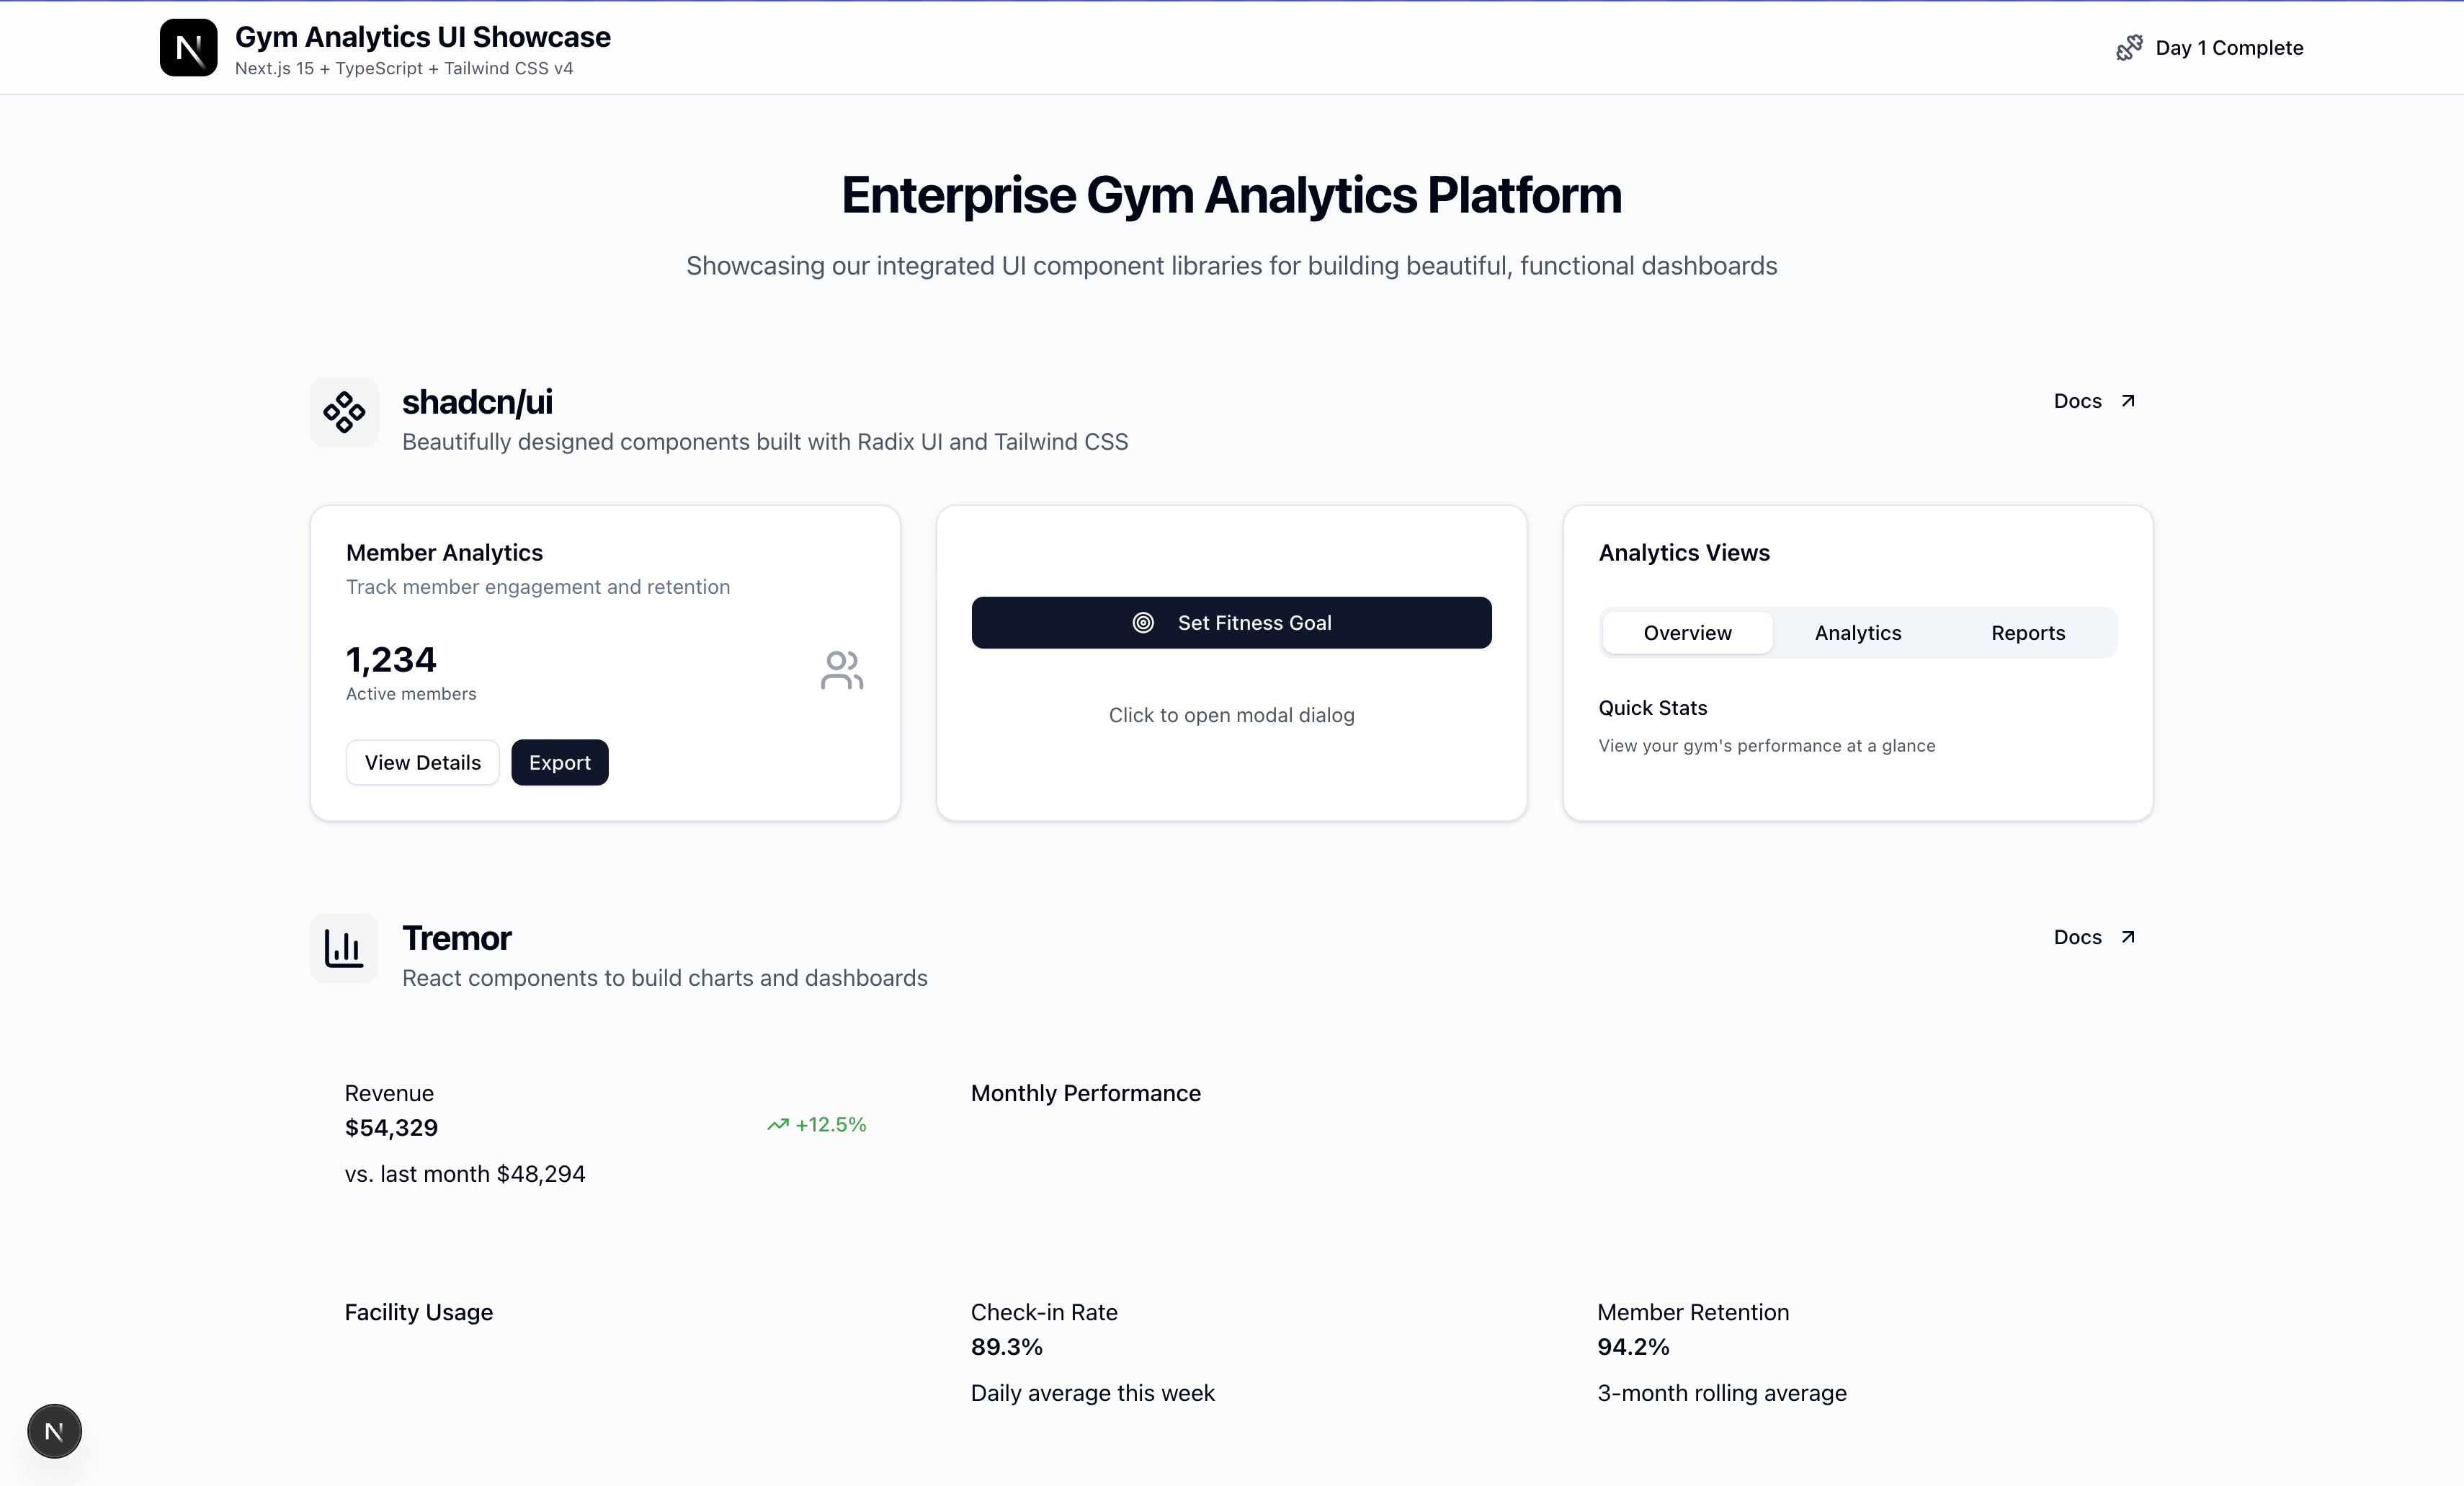 Gym Analytics UI Showcase
Next.js 15 + TypeScript + Tailwind CSS v4
Day 1 Complete
Enterprise Gym Analytics Platform
Showcasing our integrated UI component libraries for building beautiful, functional dashboards
shadcn/ui
Beautifully designed components built with Radix UI and Tailwind CSS
Docs
Member Analytics
Track member engagement and retention
1,234
Active members
View Details
Export
Set Fitness Goal
Click to open modal dialog
Analytics Views
Overview
Analytics
Reports
Quick Stats
View your gym's performance at a glance
Tremor
React components to build charts and dashboards
Docs
Revenue
$54,329
+12.5%
vs. last month $48,294
Monthly Performance
Facility Usage
Check-in Rate
89.3%
Daily average this week
Member Retention
94.2%
3-month rolling average